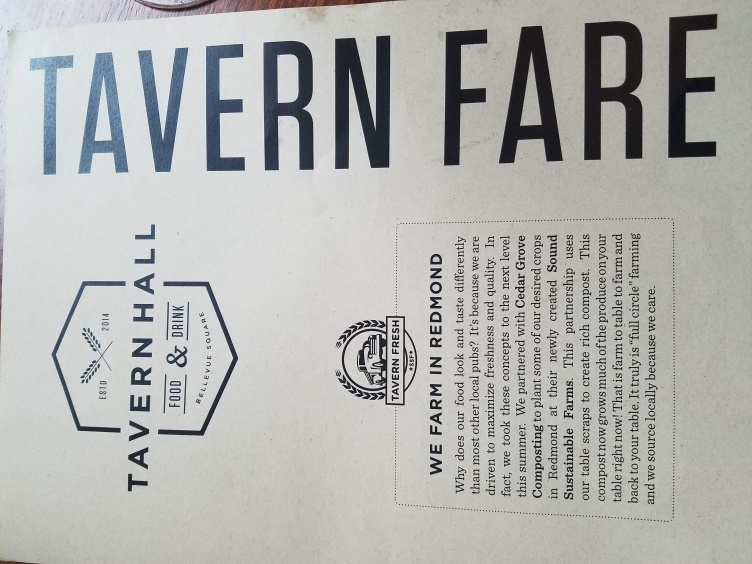 TAVERN FARE
ESTD 2014
TAVERN HALL
FOOD & DRINK
BELLEVUE SQUARE
TAVERN FRESH
SSF
WE FARM IN REDMOND
Why does our food look and taste differently
than most other local pubs? It's because we are
driven to maximize freshness and quality. In
fact, we took these concepts to the next level
this summer. We partnered with Cedar Grove
Composting to plant some of our desired crops
in Redmond at their newly created Sound
Sustainable Farms. This partnership uses
our table scraps to create rich compost. This
compost now grows much of the produce on your
table right now! That is farm to table to farm and
back to your table. It truly is "full circle" farming
and we source locally because we care.